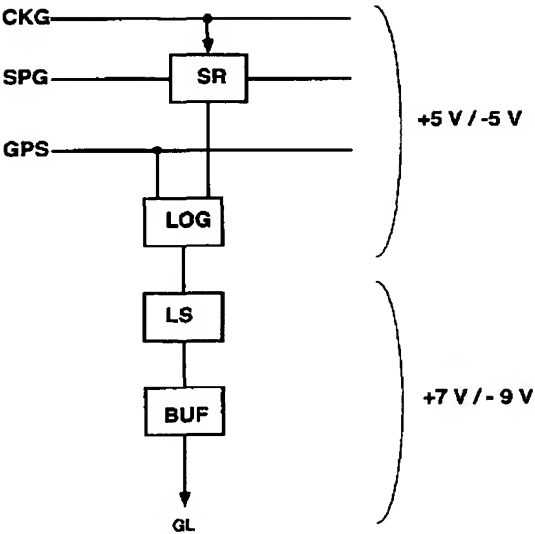 CKG
SPG
SR
+5 V / -5 V
GPS
LOG
LS
+7 V / - 9 V
BUF
GL